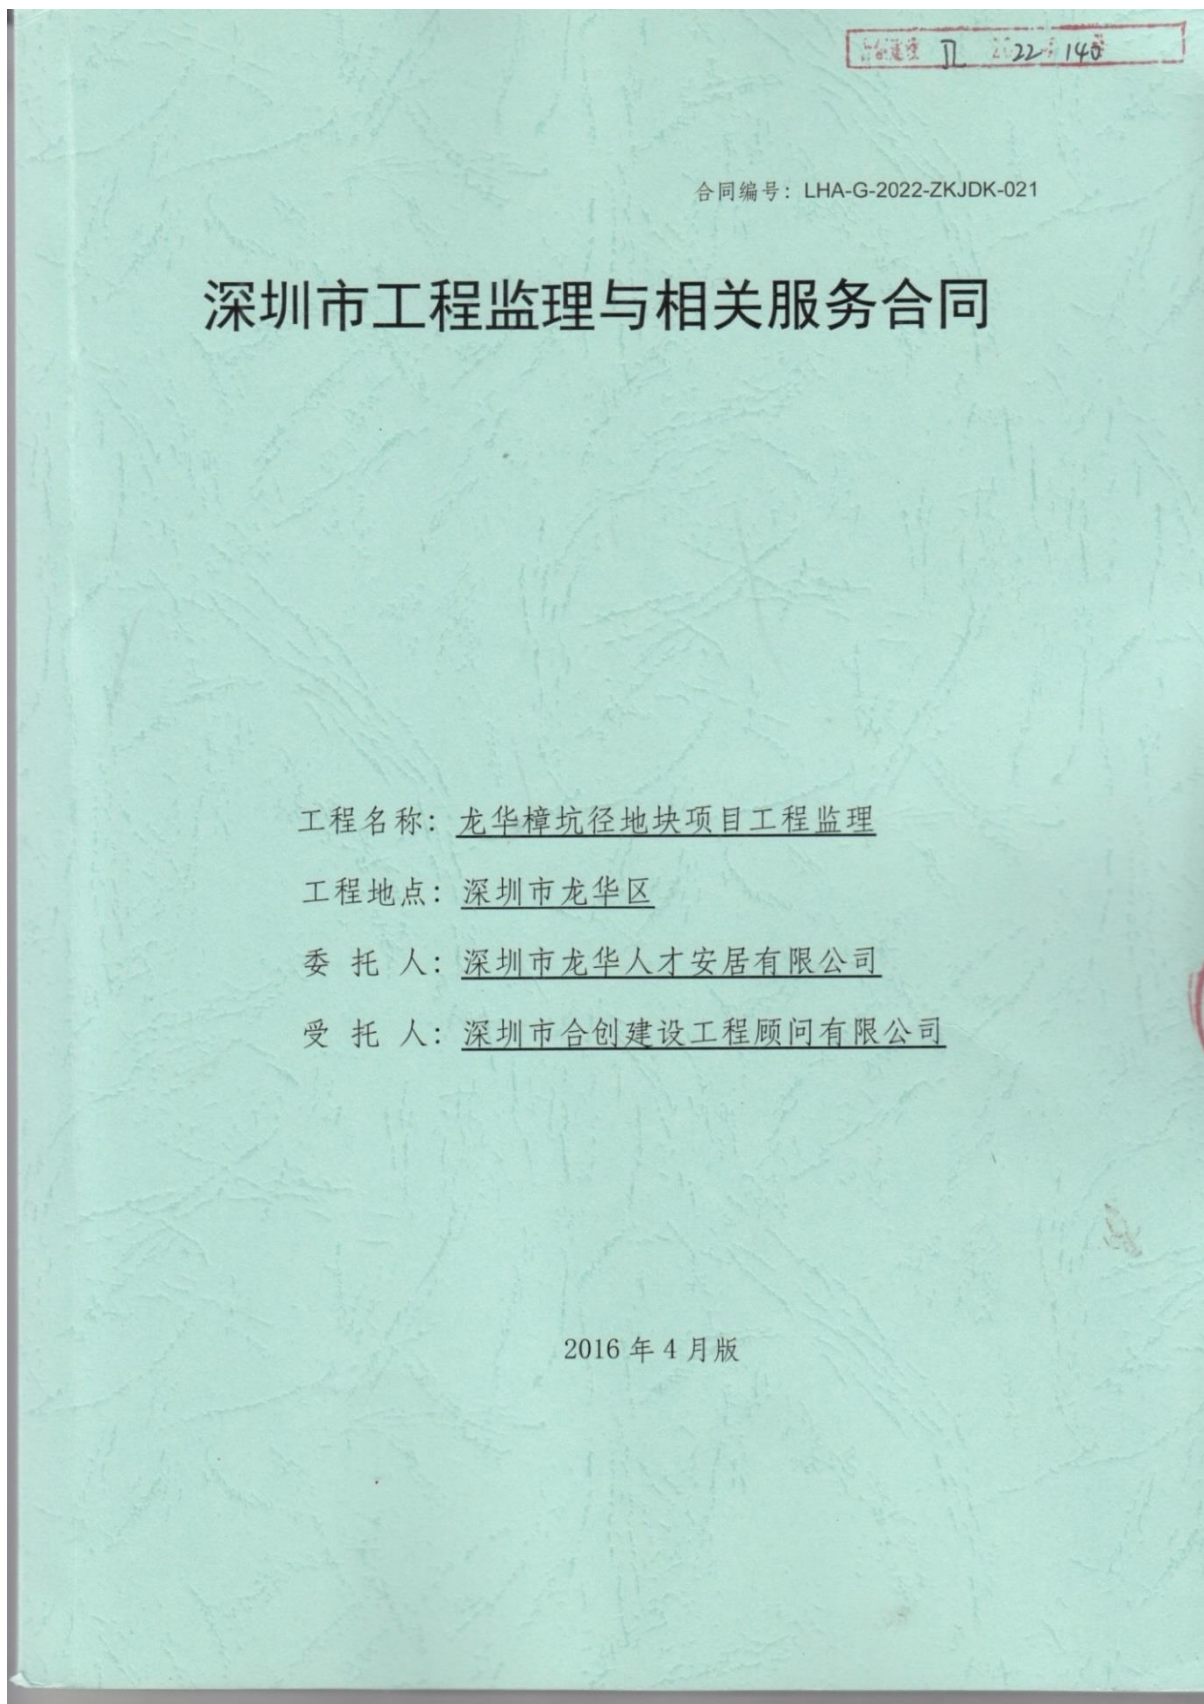 合同编号：LHA-G-2022-ZKJDK-021
深圳市工程监理与相关服务合同
工程名称：龙华樟坑径地块项目工程监理
工程地点：深圳市龙华区
委 托 人：深圳市龙华人才安居有限公司
受 托 人：深圳市合创建设工程顾问有限公司
2016 年 4 月版